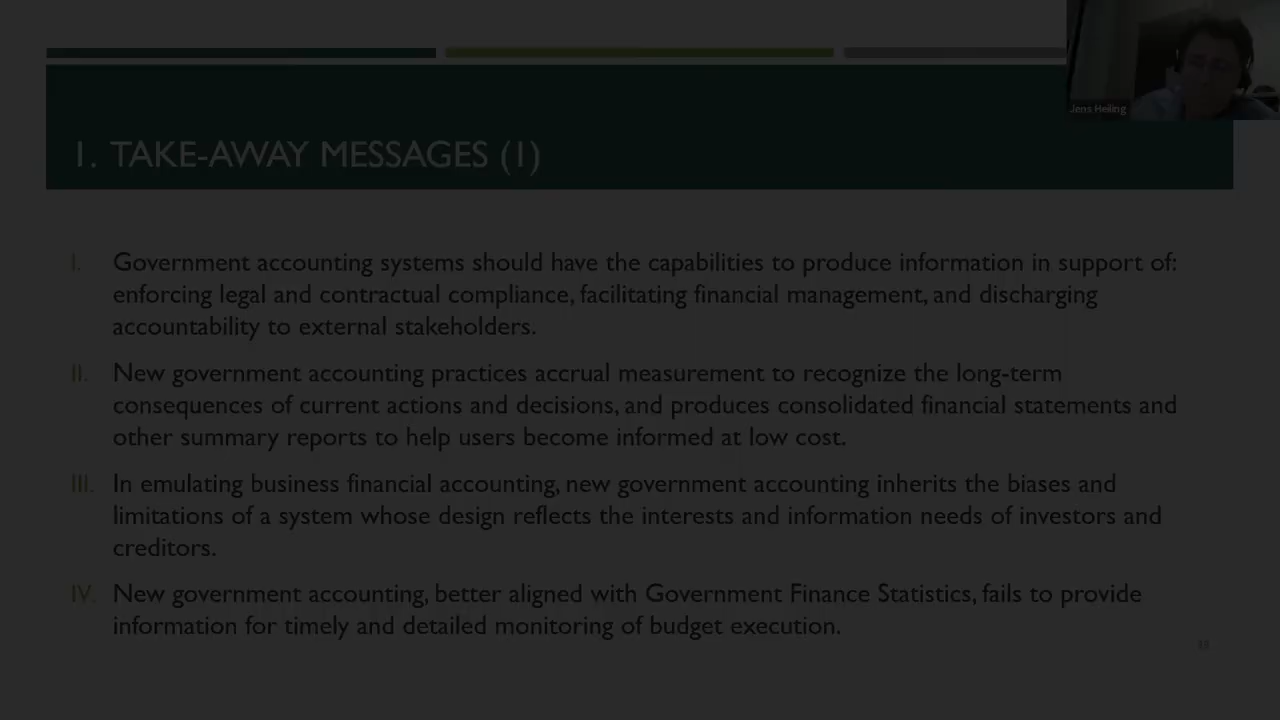 Jens Heiling
1. TAKE-AWAY MESSAGES (1)
I. Government accounting systems should have the capabilities to produce information in support of:
enforcing legal and contractual compliance, facilitating financial management, and discharging
accountability to external stakeholders.
II. New government accounting practices accrual measurement to recognize the long-term
consequences of current actions and decisions, and produces consolidated financial statements and
other summary reports to help users become informed at low cost.
III. In emulating business financial accounting, new government accounting inherits the biases and
limitations of a system whose design reflects the interests and information needs of investors and
creditors.
IV. New government accounting, better aligned with Government Finance Statistics, fails to provide
information for timely and detailed monitoring of budget execution.